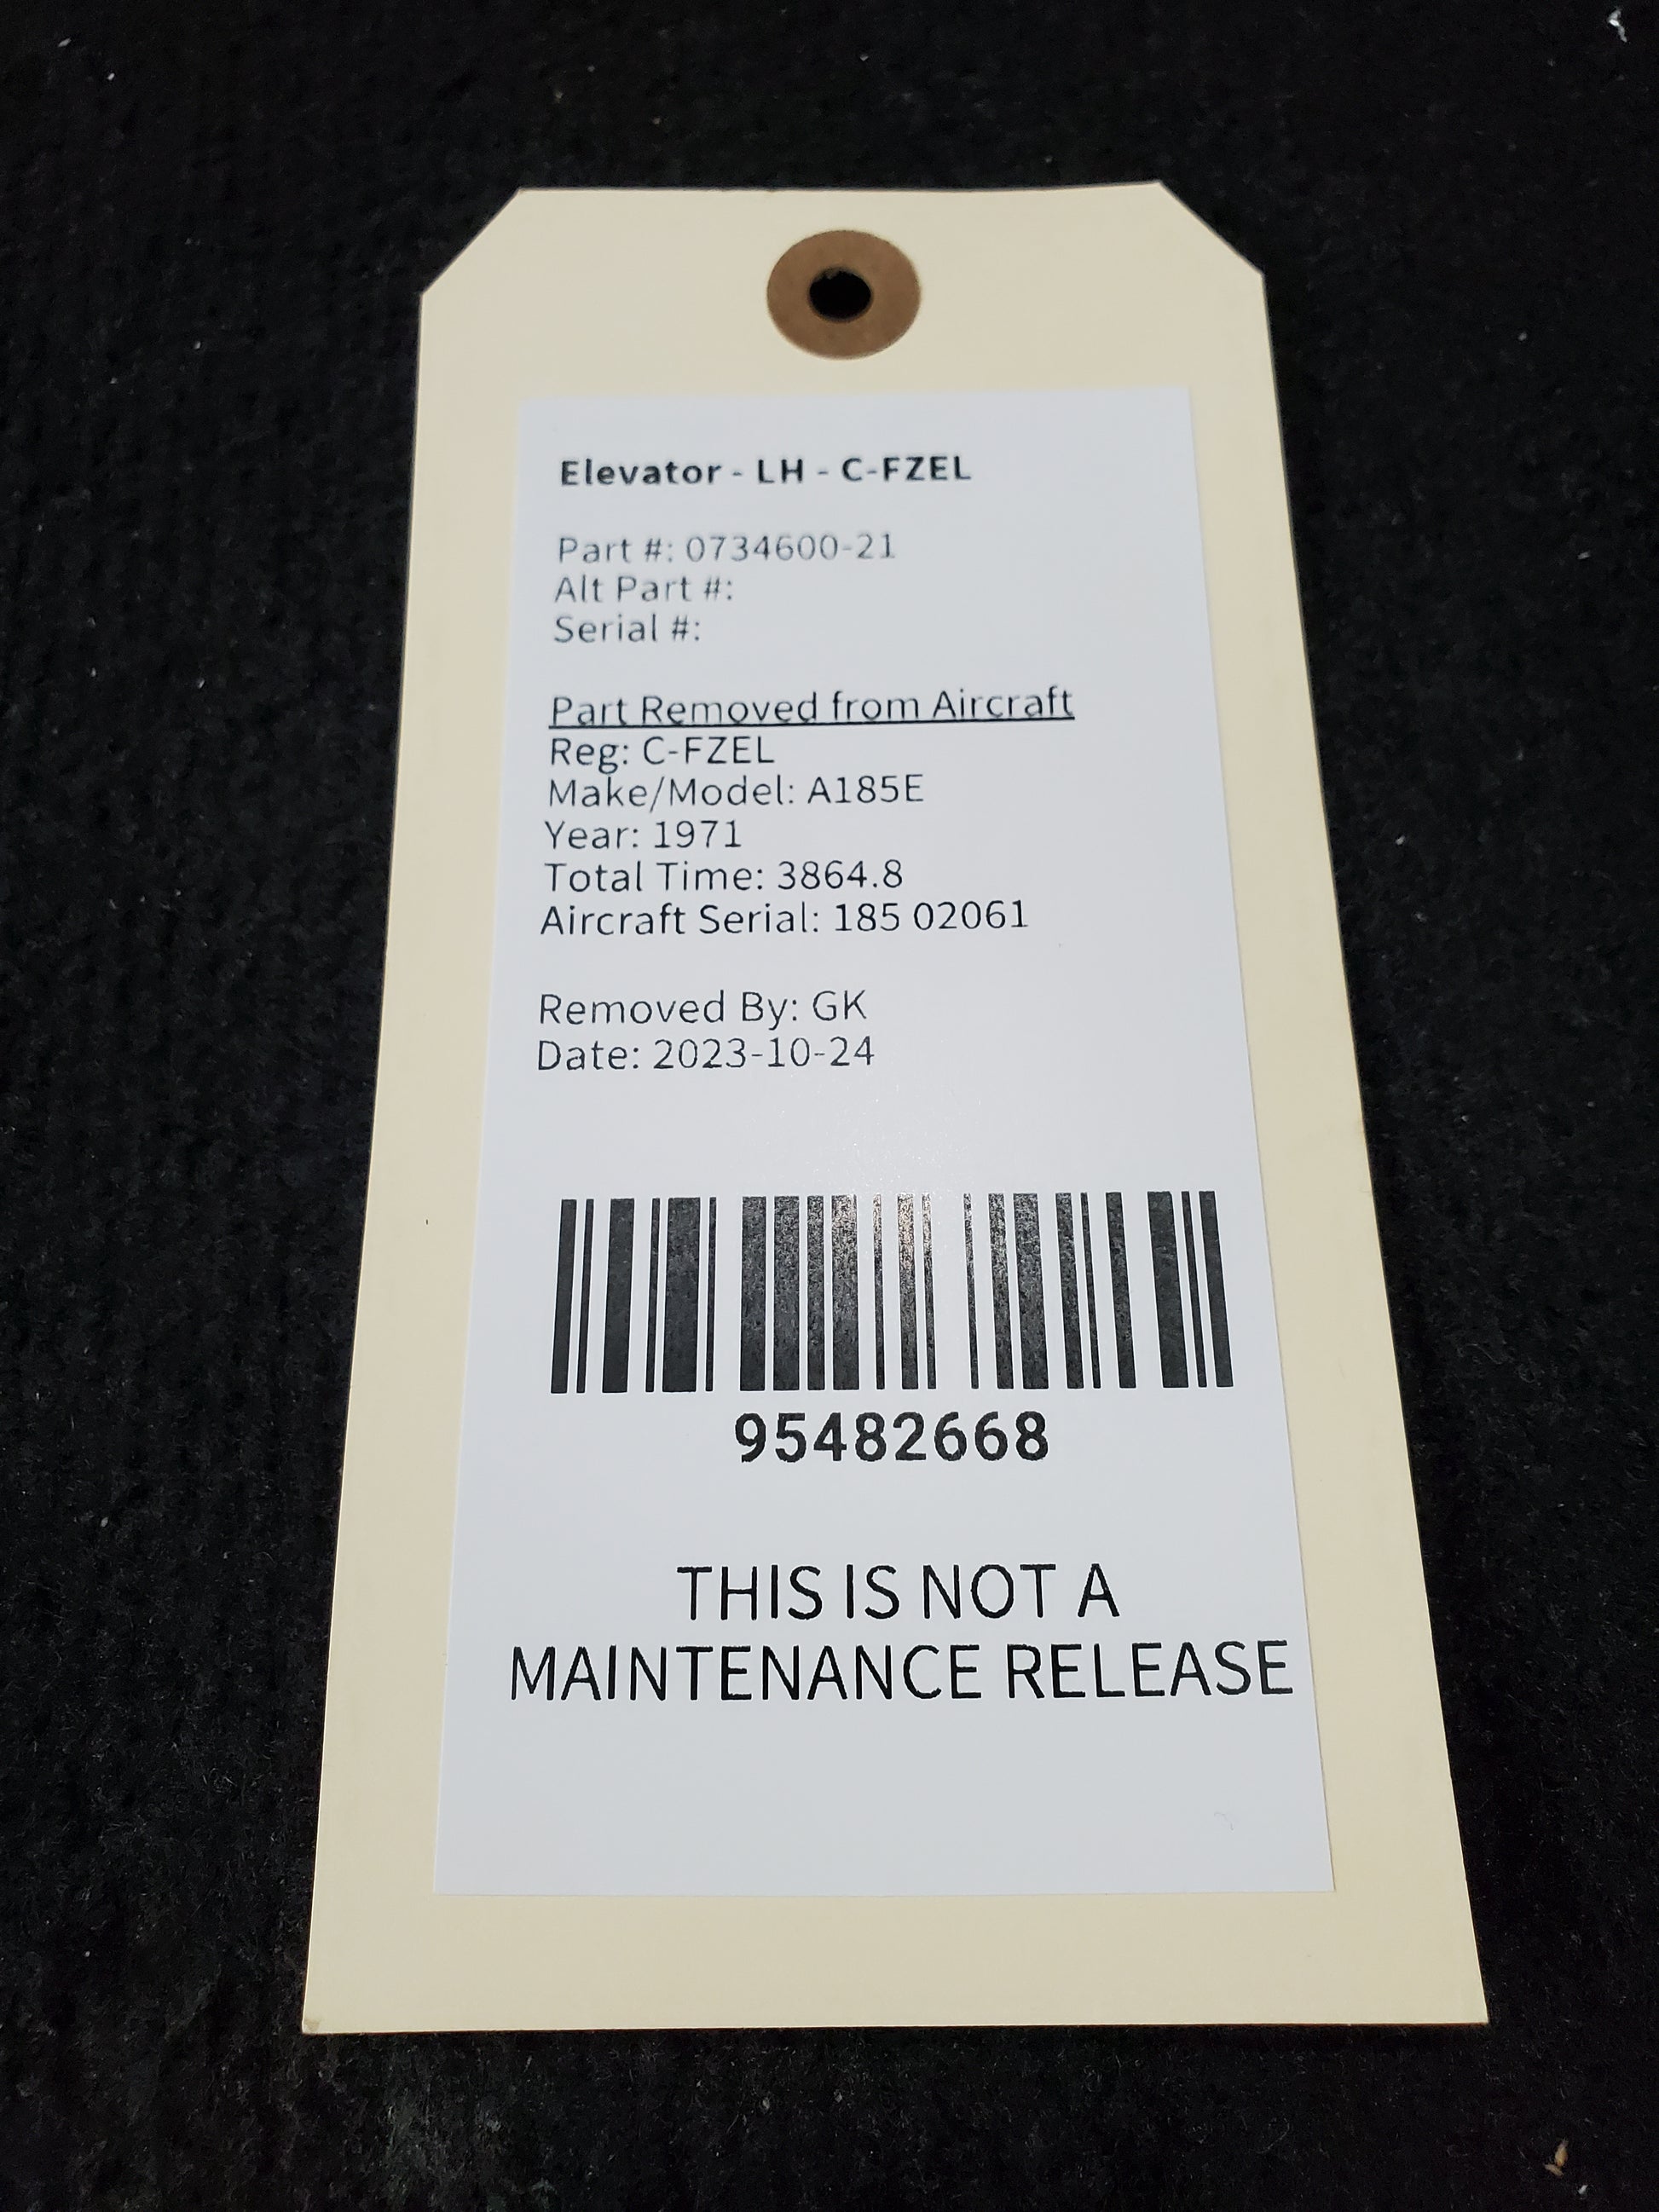 Elevator - LH - C-FZEL
Part #: 0734600-21
Alt Part #:
Serial #:
Part Removed from Aircraft
Reg: C-FZEL
Make/Model: A185E
Year: 1971
Total Time: 3864.8
Aircraft Serial: 185 02061
Removed By: GK
Date: 2023-10-24
95482668
THIS IS NOT A
MAINTENANCE RELEASE